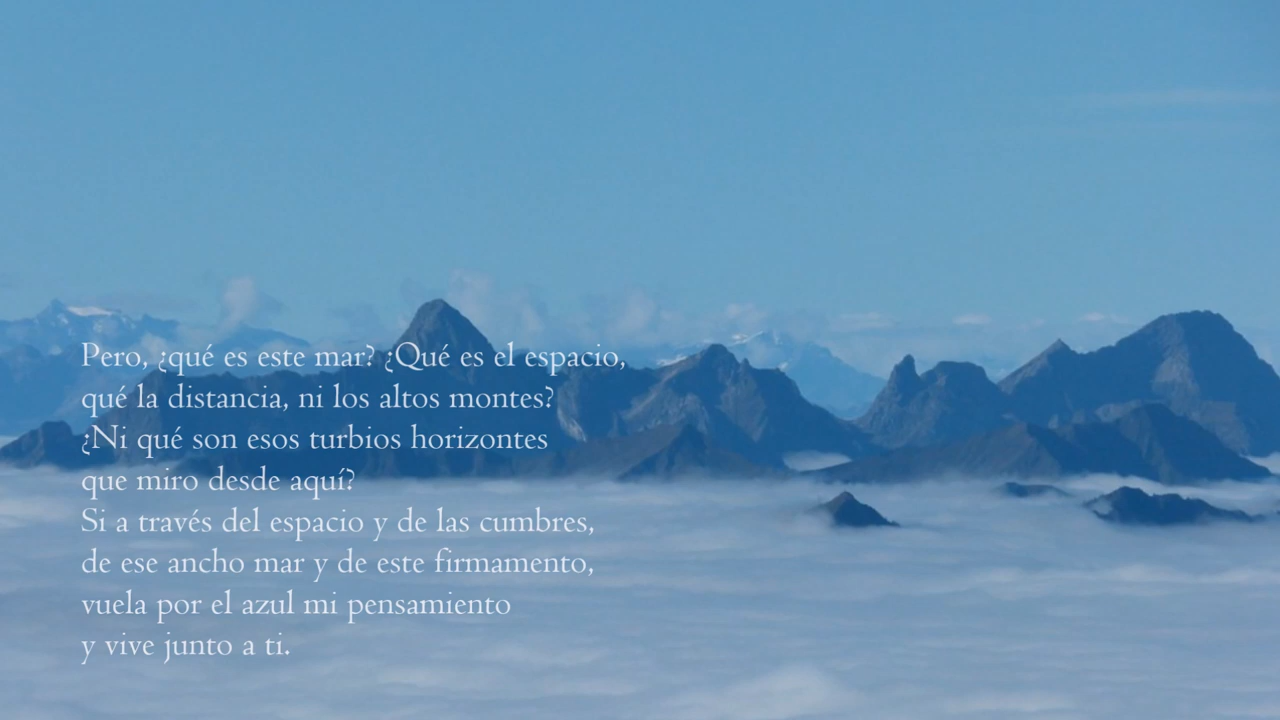 Pero, ¿qué es este mar? ¿Qué es el espacio,
qué la distancia, ni los altos montes?
¿Ni qué son esos turbios horizontes
que miro desde aquí?
Si a través del espacio y de las cumbres,
de ese ancho mar y de este firmamento,
vuela por el azul mi pensamiento
y vive junto a ti.